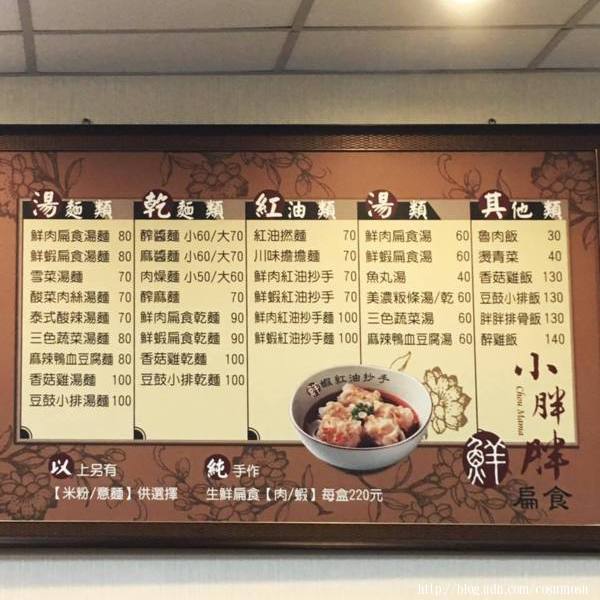 湯麵類
鮮肉扁食湯麵 80
鮮蝦扁食湯麵 80
雪菜湯麵 70
酸菜肉絲湯麵 70
泰式酸辣湯麵 70
三色蔬菜湯麵 80
麻辣鴨血豆腐麵 80
香菇雞湯麵 100
豆鼓小排湯麵 100
乾麵類
醡醬麵 小60/大70
麻醬麵 小60/大70
肉燥麵 小50/大60
醡麻麵 70
鮮肉扁食乾麵 90
鮮蝦扁食乾麵 90
香菇雞乾麵 100
豆鼓小排乾麵 100
紅油類
紅油撚麵 70
川味擔擔麵 70
鮮肉紅油抄手 70
鮮蝦紅油抄手 70
鮮肉紅油抄手麵 100
鮮蝦紅油抄手麵 100
湯類
鮮肉扁食湯 60
鮮蝦扁食湯 60
魚丸湯 40
美濃粄條湯/乾 60
三色蔬菜湯 60
麻辣鴨血豆腐湯 60
其他類
魯肉飯 30
燙青菜 40
香菇雞飯 130
豆鼓小排飯 130
胖胖排骨飯 130
醉雞飯 140
鮮蝦紅油抄手
小胖胖
Chou Mama
鮮
扁食
以上另有
【米粉/意麵】供選擇
純手作
生鮮扁食【肉/蝦】每盒220元